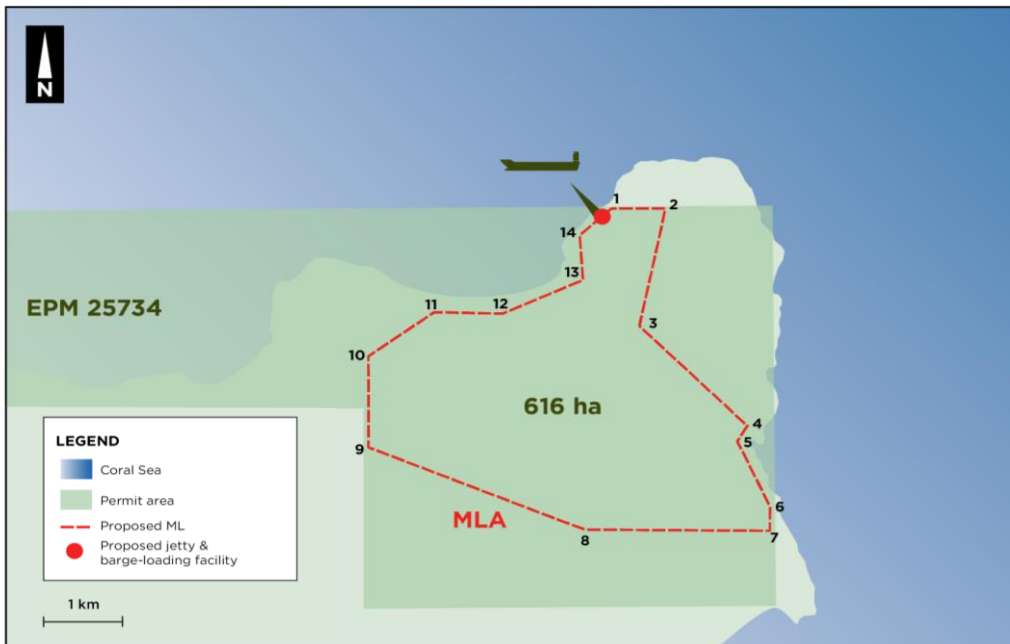 N
1
2
14
13
EPM 25734
11
12
3
10
616 ha
4
5
9
LEGEND
Coral Sea
Permit area
Proposed ML
Proposed jetty &
barge-loading facility
MLA
6
7
8
1 km